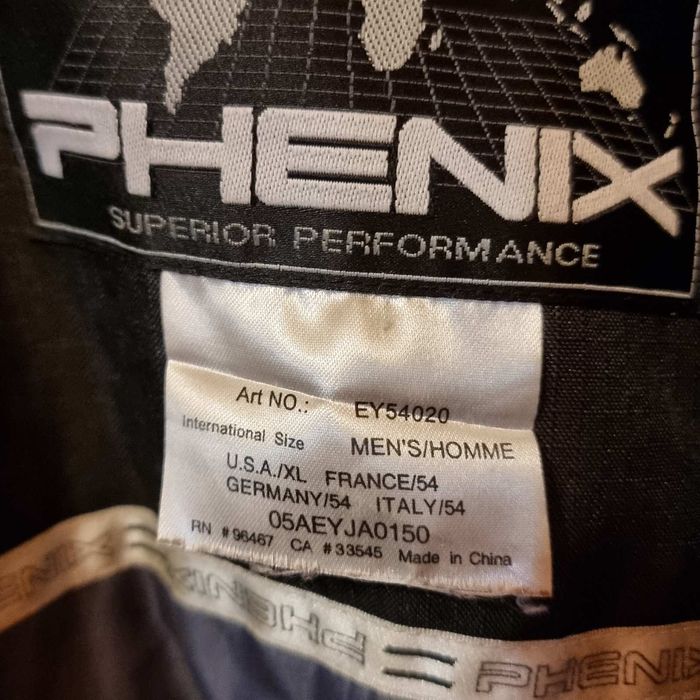 PHENIX
SUPERIOR PERFORMANCE
Art NO.: EY54020
International Size MEN'S/HOMME
U.S.A./XL FRANCE/54
GERMANY/54 ITALY/54
05AEYJA0150
RN #96467 CA #33545 Made in China
PHENIX PHENIX PHENIX